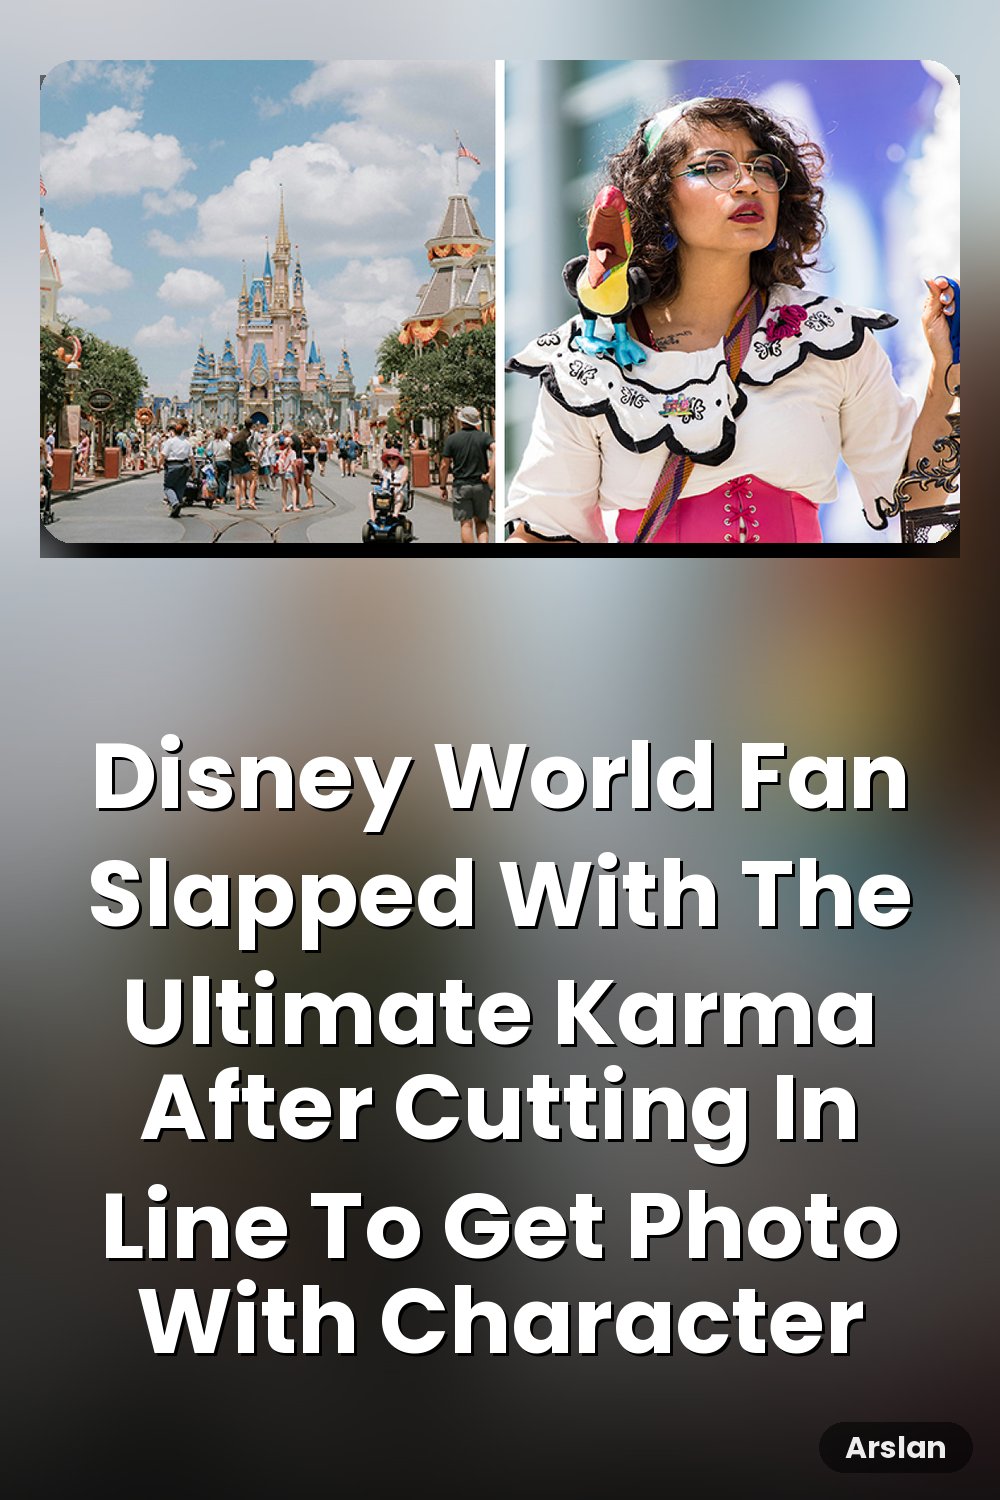 Disney World Fan
Slapped With The
Ultimate Karma
After Cutting In
Line To Get Photo
With Character
Arslan